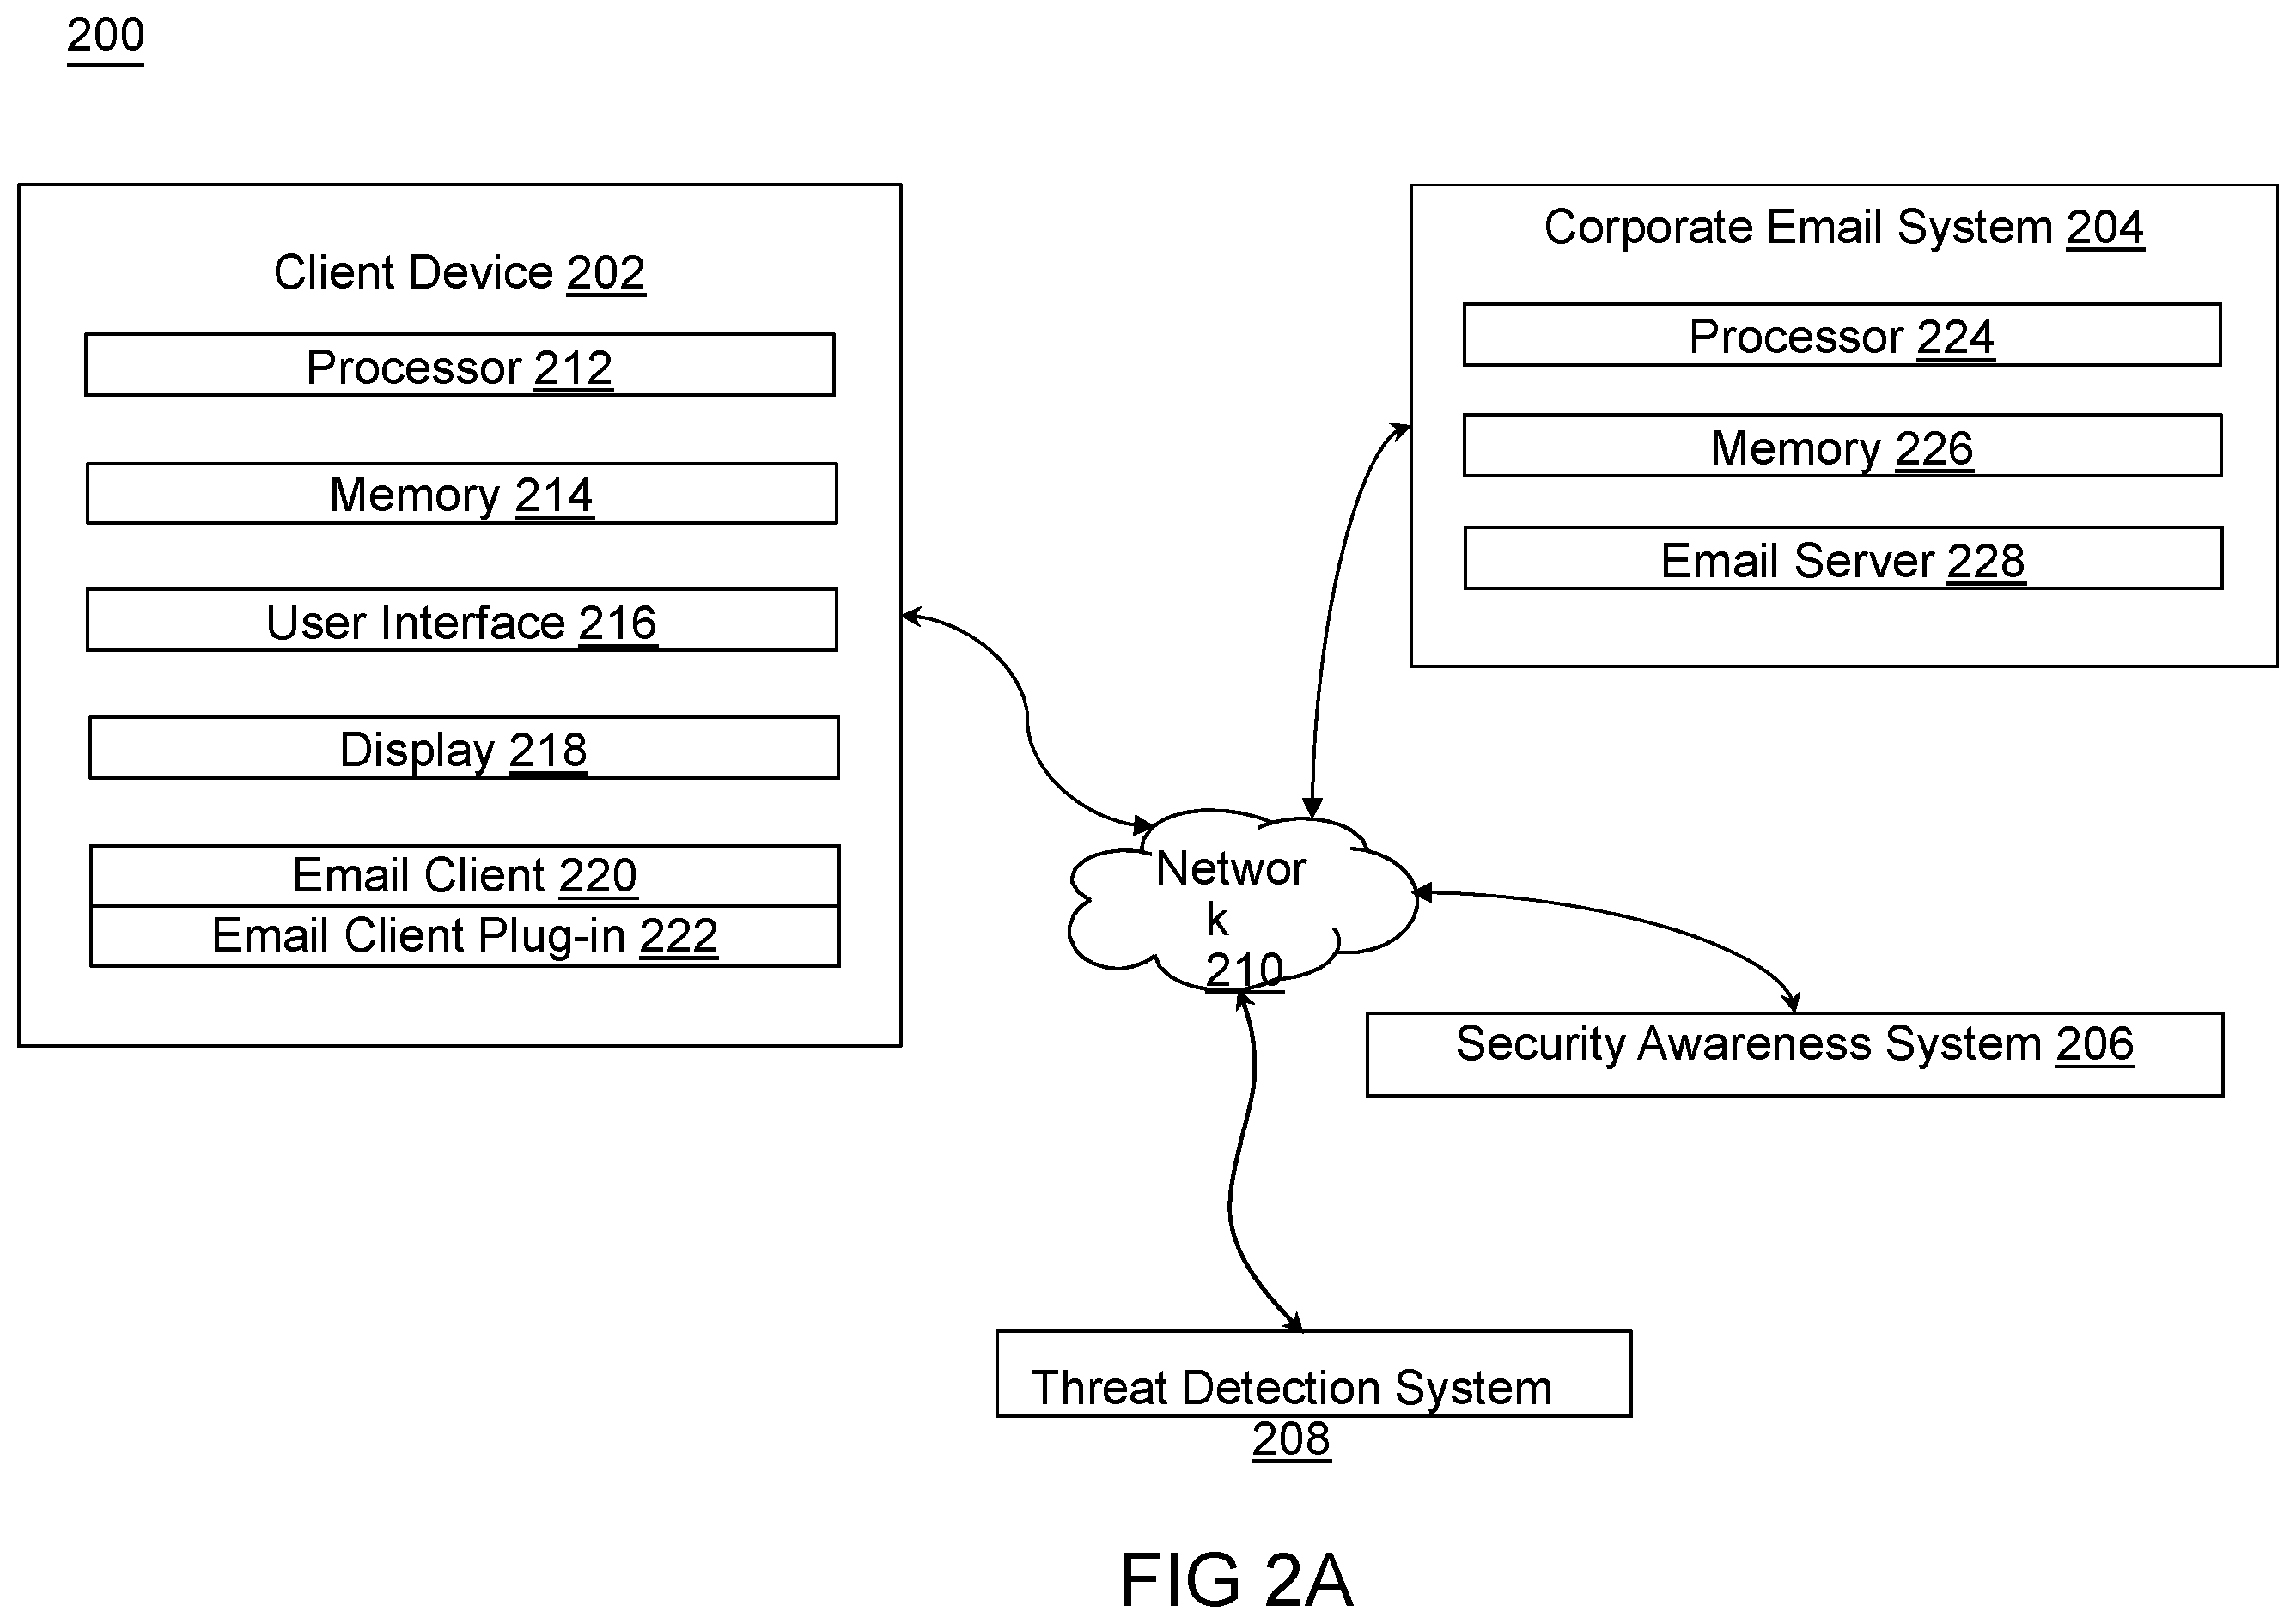 200
Client Device 202
Processor 212
Memory 214
User Interface 216
Display 218
Email Client 220
Email Client Plug-in 222
Corporate Email System 204
Processor 224
Memory 226
Email Server 228
Networ
k
210
Security Awareness System 206
Threat Detection System
208
FIG 2A